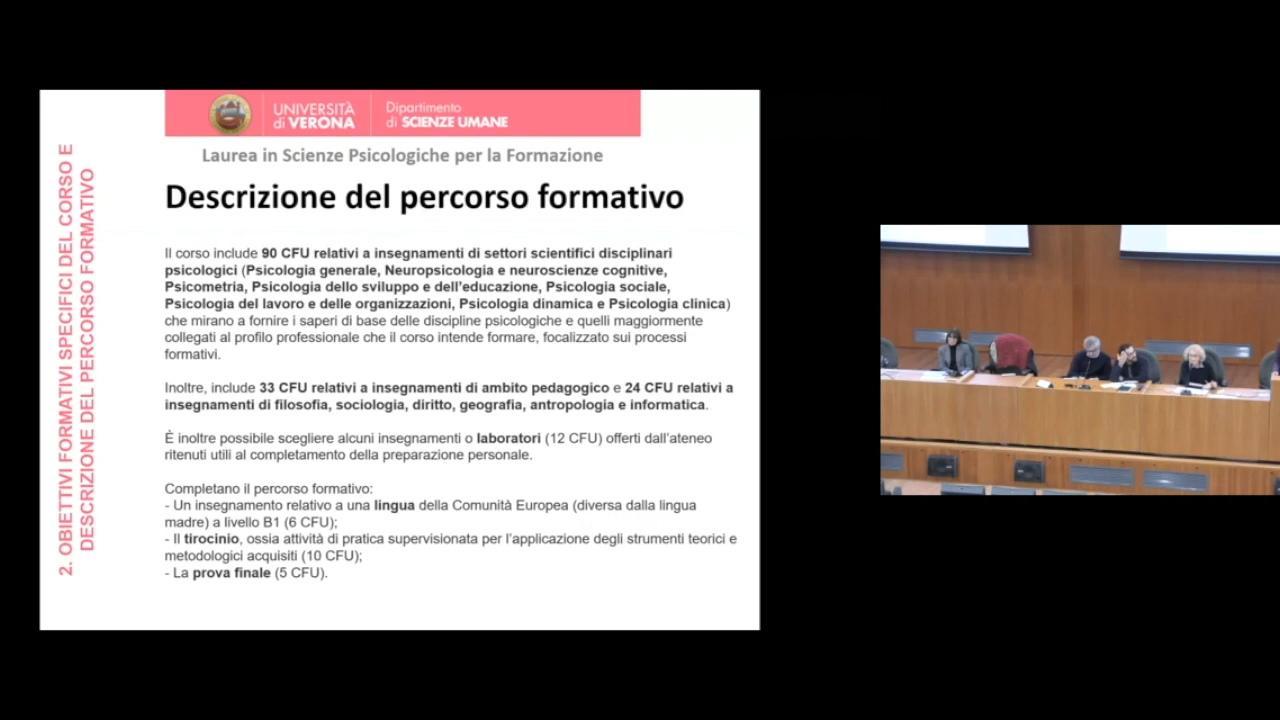 UNIVERSITÀ
di VERONA
Dipartimento
di SCIENZE UMANE
Laurea in Scienze Psicologiche per la Formazione
Descrizione del percorso formativo
2. OBIETTIVI FORMATIVI SPECIFICI DEL CORSO E
DESCRIZIONE DEL PERCORSO FORMATIVO
Il corso include 90 CFU relativi a insegnamenti di settori scientifici disciplinari
psicologici (Psicologia generale, Neuropsicologia e neuroscienze cognitive,
Psicometria, Psicologia dello sviluppo e dell'educazione, Psicologia sociale,
Psicologia del lavoro e delle organizzazioni, Psicologia dinamica e Psicologia clinica)
che mirano a fornire i saperi di base delle discipline psicologiche e quelli maggiormente
collegati al profilo professionale che il corso intende formare, focalizzato sui processi
formativi.
Inoltre, include 33 CFU relativi a insegnamenti di ambito pedagogico e 24 CFU relativi a
insegnamenti di filosofia, sociologia, diritto, geografia, antropologia e informatica.
È inoltre possibile scegliere alcuni insegnamenti o laboratori (12 CFU) offerti dall'ateneo
ritenuti utili al completamento della preparazione personale.
Completano il percorso formativo:
- Un insegnamento relativo a una lingua della Comunità Europea (diversa dalla lingua
madre) a livello B1 (6 CFU);
- Il tirocinio, ossia attività di pratica supervisionata per l'applicazione degli strumenti teorici e
metodologici acquisiti (10 CFU);
- La prova finale (5 CFU).